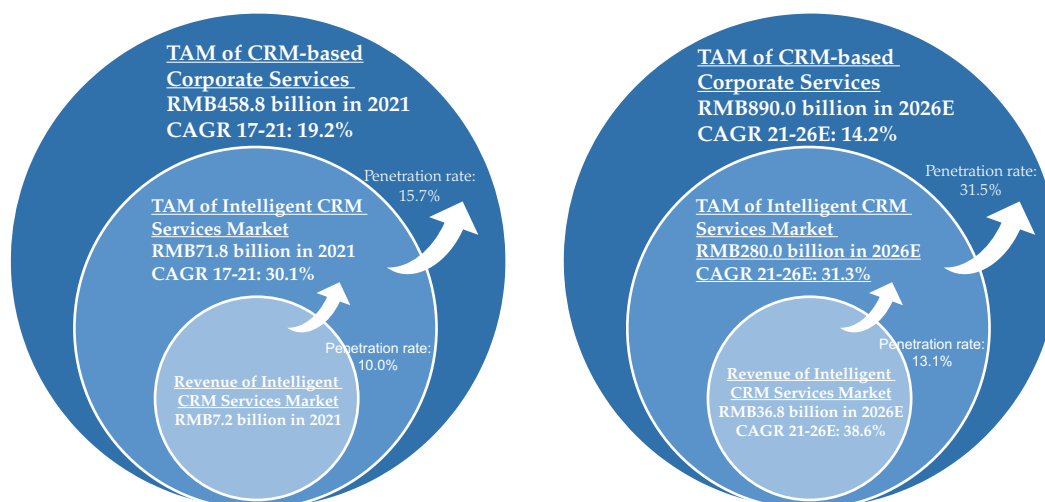 TAM of CRM-based
Corporate Services
RMB458.8 billion in 2021
CAGR 17-21: 19.2%
Penetration rate:
15.7%
TAM of Intelligent CRM
Services Market
RMB71.8 billion in 2021
CAGR 17-21: 30.1%
Penetration rate:
10.0%
Revenue of Intelligent
CRM Services Market
RMB7.2 billion in 2021
TAM of CRM-based
Corporate Services
RMB890.0 billion in 2026E
CAGR 21-26E: 14.2%
Penetration rate:
31.5%
TAM of Intelligent CRM
Services Market
RMB280.0 billion in 2026E
CAGR 21-26E: 31.3%
Penetration rate:
13.1%
Revenue of Intelligent
CRM Services Market
RMB36.8 billion in 2026E
CAGR 21-26E: 38.6%